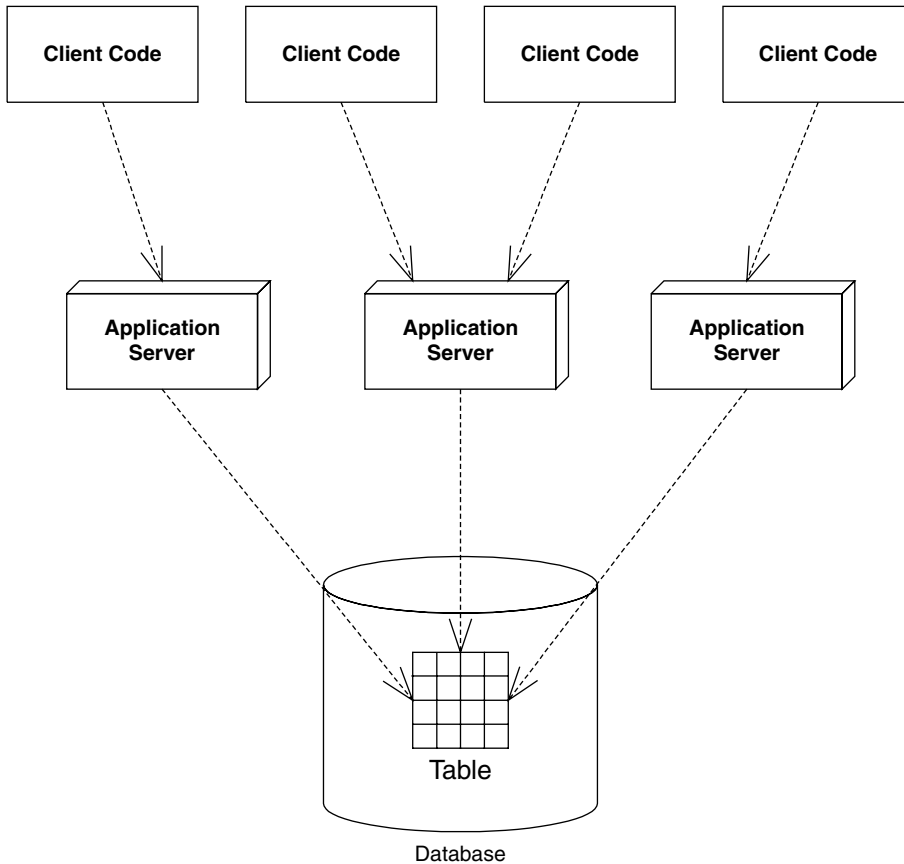 Client Code
Client Code
Client Code
Client Code
Application
Server
Application
Server
Application
Server
Table
Database